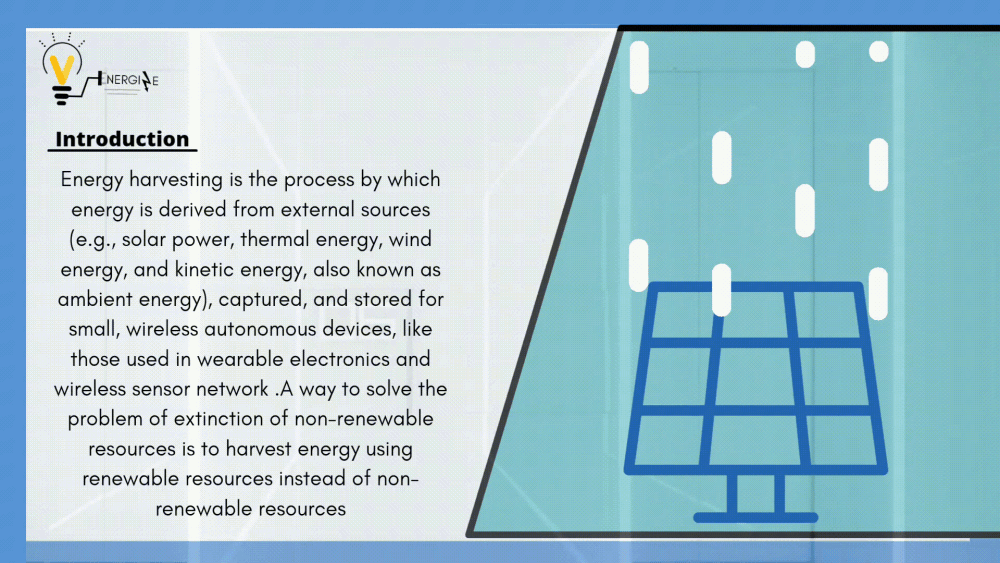 ENERGIE
Introduction
Energy harvesting is the process by which
energy is derived from external sources
(e.g., solar power, thermal energy, wind
energy, and kinetic energy, also known as
ambient energy), captured, and stored for
small, wireless autonomous devices, like
those used in wearable electronics and
wireless sensor network .A way to solve the
problem of extinction of non-renewable
resources is to harvest energy using
renewable resources instead of non-
renewable resources